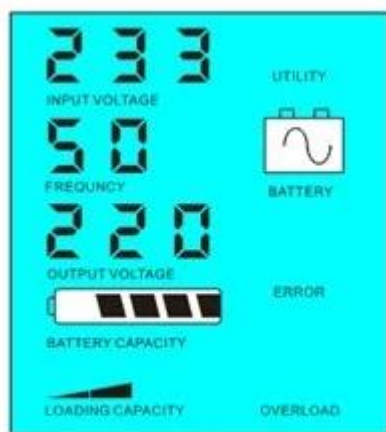 233
UTILITY
INPUT VOLTAGE
50
FREQUNCY
BATTERY
220
OUTPUT VOLTAGE
ERROR
BATTERY CAPACITY
LOADING CAPACITY
OVERLOAD